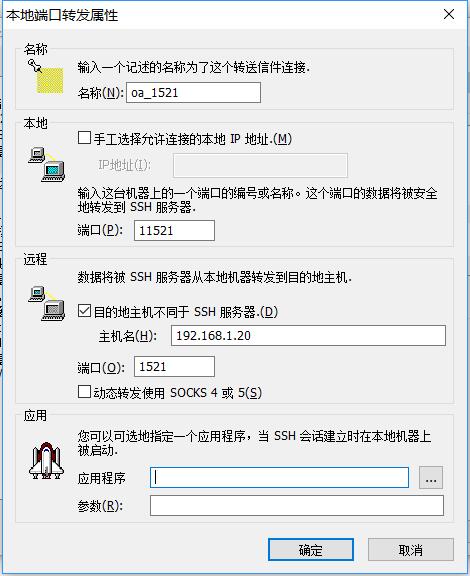 本地端口转发属性
名称
输入一个记述的名称为了这个转送信件连接.
名称(N): oa_1521
本地
手工选择允许连接的本地 IP 地址.(M)
IP地址(I):
输入这台机器上的一个端口的编号或名称。这个端口的数据将被安全
地转发到 SSH 服务器.
端口(P): 11521
远程
数据将被 SSH 服务器从本地机器转发到目的地主机.
目的地主机不同于 SSH 服务器.(D)
主机名(H): 192.168.1.20
端口(O): 1521
动态转发使用 SOCKS 4 或 5(S)
应用
您可以可选地指定一个应用程序，当 SSH 会话建立时在本地机器上
被启动.
应用程序 ...
参数(R):
确定 取消